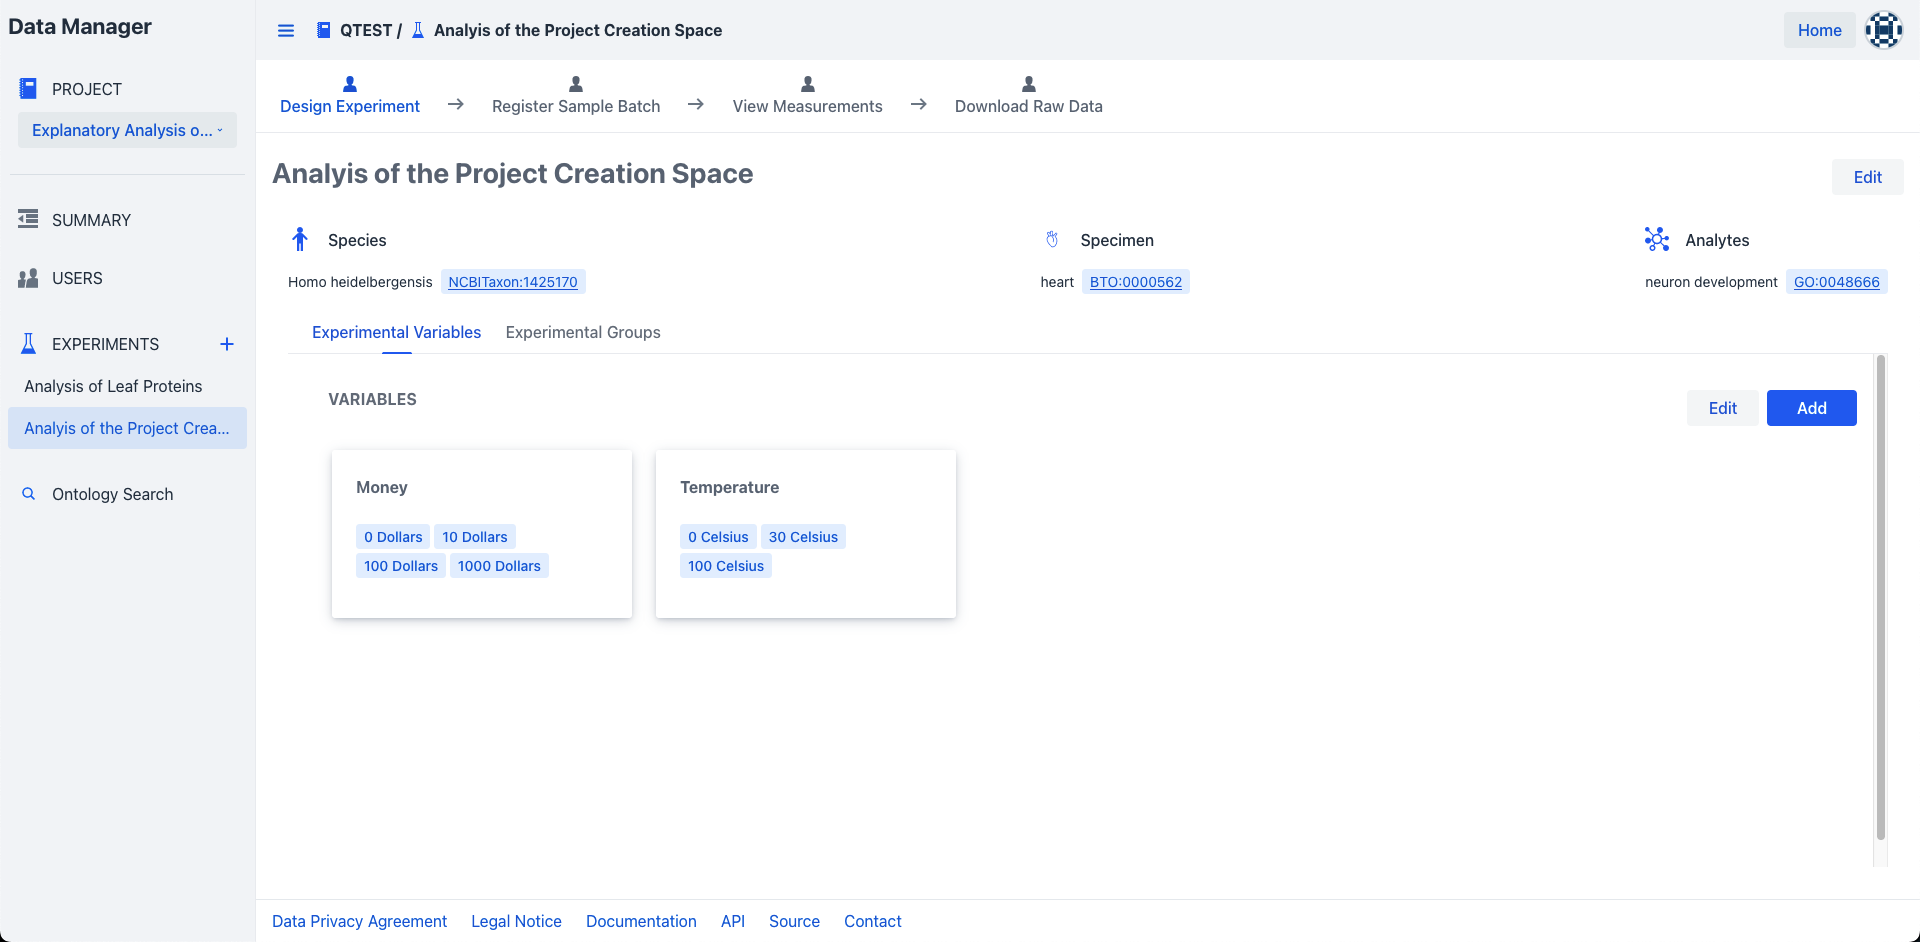 Data Manager
PROJECT
Explanatory Analysis o...
SUMMARY
USERS
EXPERIMENTS
Analysis of Leaf Proteins
Analyis of the Project Crea...
Ontology Search
QTEST / Analyis of the Project Creation Space
Home
Design Experiment
Register Sample Batch
View Measurements
Download Raw Data
Analyis of the Project Creation Space
Edit
Species
Homo heidelbergensis NCBITaxon:1425170
Specimen
heart BTO:0000562
Analytes
neuron development GO:0048666
Experimental Variables
Experimental Groups
VARIABLES
Edit
Add
Money
0 Dollars 10 Dollars
100 Dollars 1000 Dollars
Temperature
0 Celsius 30 Celsius
100 Celsius
Data Privacy Agreement Legal Notice Documentation API Source Contact